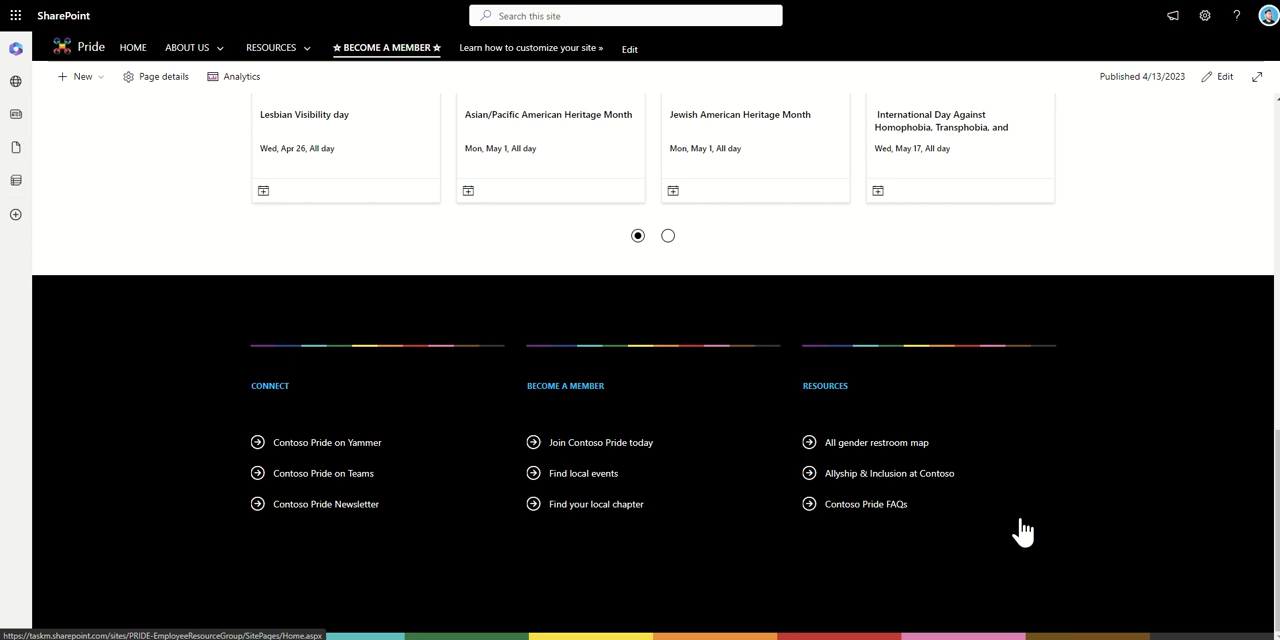 SharePoint
Search this site
Pride
HOME
ABOUT US
RESOURCES
☆ BECOME A MEMBER ☆
Learn how to customize your site »
Edit
New
Page details
Analytics
Published 4/13/2023
Edit
Lesbian Visibility day
Wed, Apr 26, All day
Asian/Pacific American Heritage Month
Mon, May 1, All day
Jewish American Heritage Month
Mon, May 1, All day
International Day Against
Homophobia, Transphobia, and
Wed, May 17, All day
CONNECT
Contoso Pride on Yammer
Contoso Pride on Teams
Contoso Pride Newsletter
BECOME A MEMBER
Join Contoso Pride today
Find local events
Find your local chapter
RESOURCES
All gender restroom map
Allyship & Inclusion at Contoso
Contoso Pride FAQs
https://taskm.sharepoint.com/sites/PRIDE-EmployeeResourceGroup/SitePages/Home.aspx